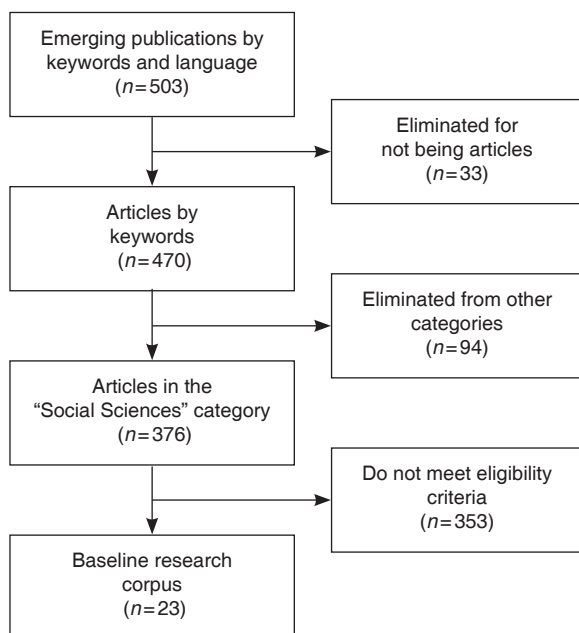 Emerging publications by
keywords and language
(n=503)
Eliminated for
not being articles
(n=33)
Articles by
keywords
(n=470)
Eliminated from other
categories
(n=94)
Articles in the
“Social Sciences” category
(n=376)
Do not meet eligibility
criteria
(n=353)
Baseline research
corpus
(n=23)